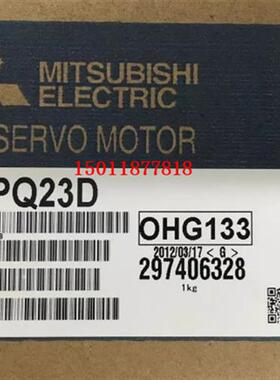 MITSUBISHI
ELECTRIC
SERVO MOTOR
15011877818
PQ23D
OHG133
2012/03/17 < G >
297406328
1kg